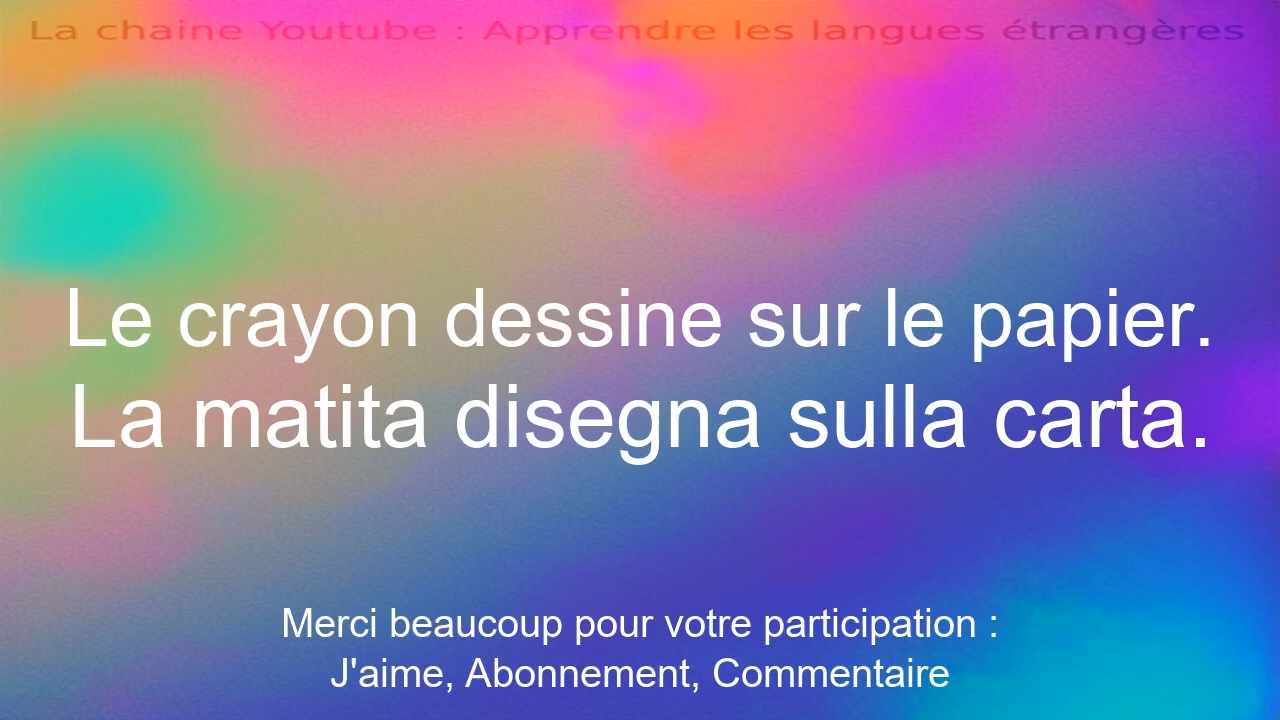 La chaine Youtube : Apprendre les langues étrangères
Le crayon dessine sur le papier.
La matita disegna sulla carta.
Merci beaucoup pour votre participation :
J'aime, Abonnement, Commentaire